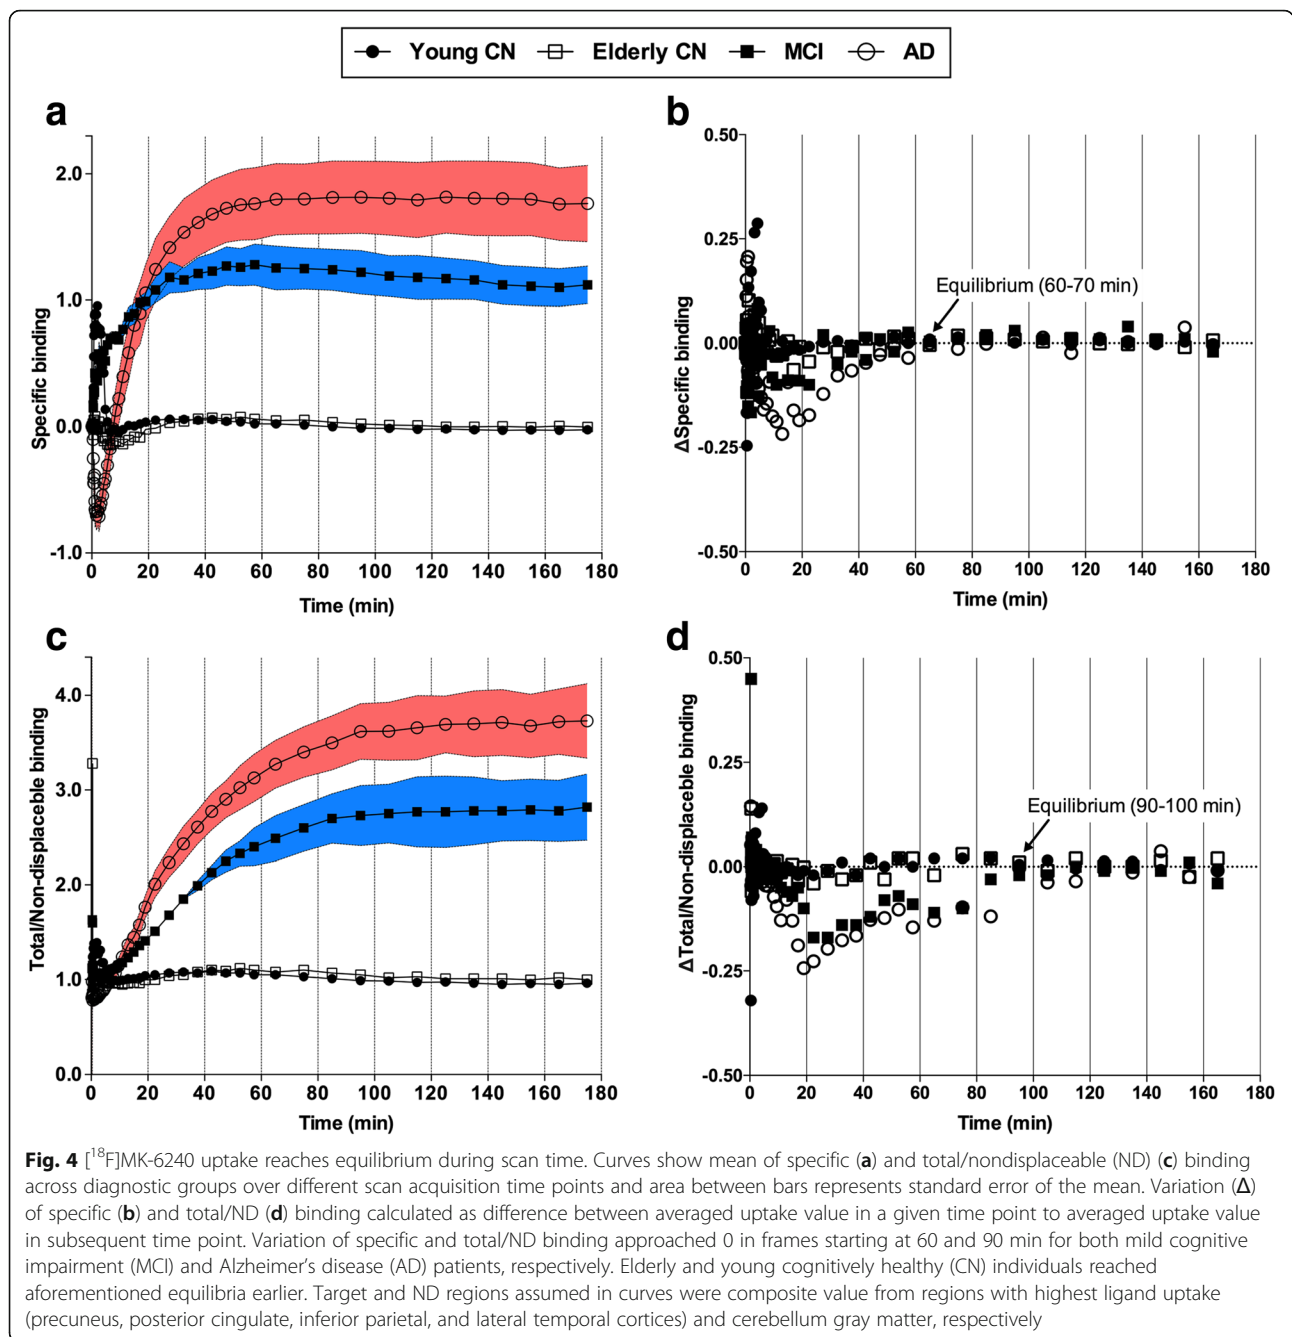 Young CN Elderly CN MCI AD
a
Specific binding
2.0
1.0
0.0
-1.0
0 20 40 60 80 100 120 140 160 180
Time (min)
b
ΔSpecific binding
0.50
0.25
0.00
-0.25
-0.50
Equilibrium (60-70 min)
0 20 40 60 80 100 120 140 160 180
Time (min)
c
Total/Non-displaceble binding
4.0
3.0
2.0
1.0
0.0
0 20 40 60 80 100 120 140 160 180
Time (min)
d
ΔTotal/Non-displaceble binding
0.50
0.25
0.00
-0.25
-0.50
Equilibrium (90-100 min)
0 20 40 60 80 100 120 140 160 180
Time (min)
Fig. 4 [18F]MK-6240 uptake reaches equilibrium during scan time. Curves show mean of specific (a) and total/nondisplaceable (ND) (c) binding
across diagnostic groups over different scan acquisition time points and area between bars represents standard error of the mean. Variation (Δ)
of specific (b) and total/ND (d) binding calculated as difference between averaged uptake value in a given time point to averaged uptake value
in subsequent time point. Variation of specific and total/ND binding approached 0 in frames starting at 60 and 90 min for both mild cognitive
impairment (MCI) and Alzheimer's disease (AD) patients, respectively. Elderly and young cognitively healthy (CN) individuals reached
aforementioned equilibria earlier. Target and ND regions assumed in curves were composite value from regions with highest ligand uptake
(precuneus, posterior cingulate, inferior parietal, and lateral temporal cortices) and cerebellum gray matter, respectively